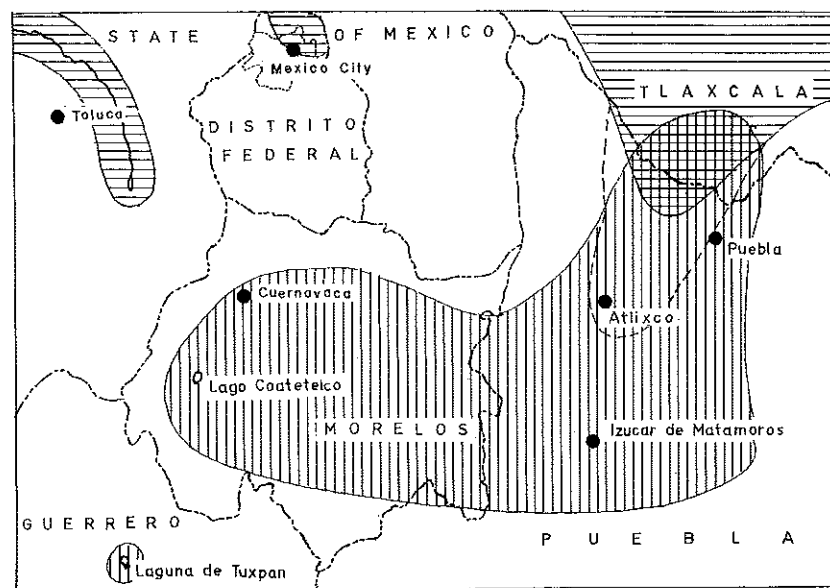 STATE OF MEXICO
Mexico City
TLAXCALA
Toluca
DISTRITO
FEDERAL
Puebla
Cuernavaca
Atlixco
Lago Coatetelco
MORELOS
Izucar de Matamoros
GUERRERO
PUEBLA
Laguna de Tuxpan